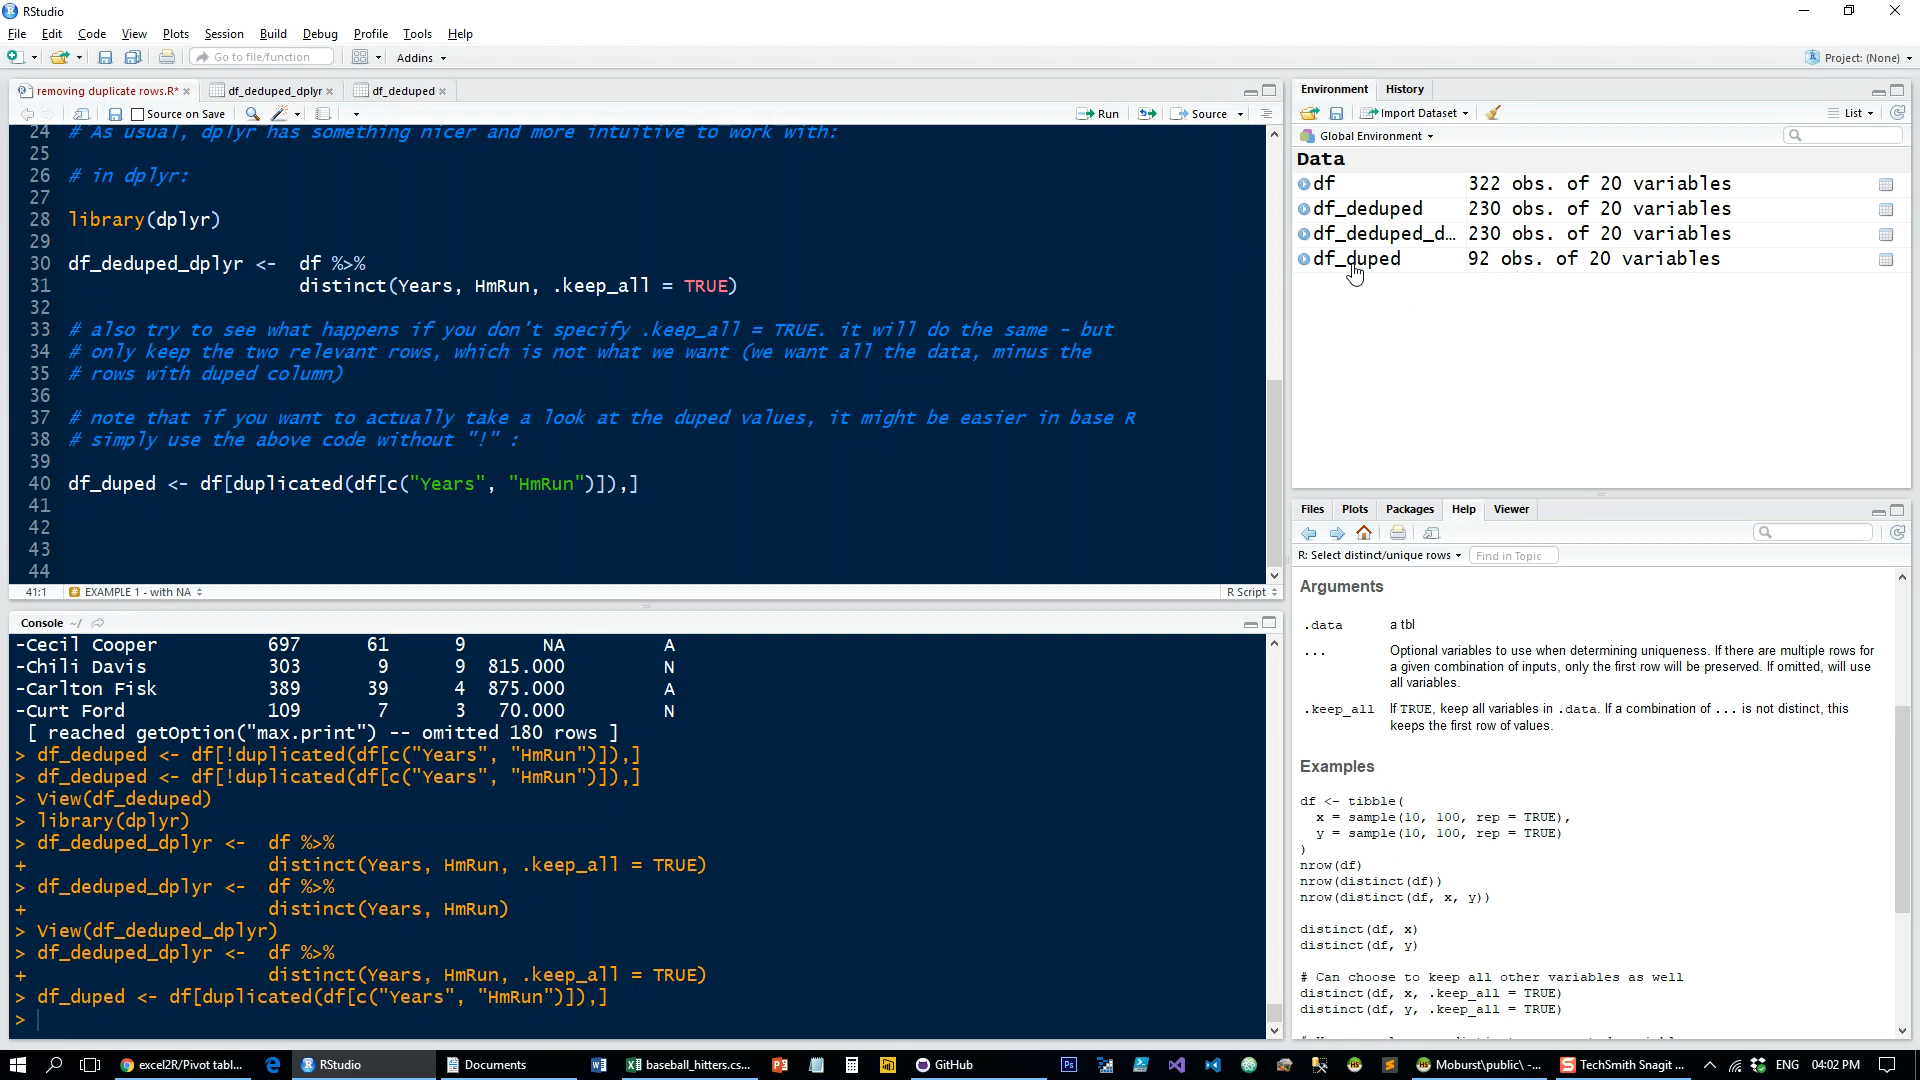 RStudio
File Edit Code View Plots Session Build Debug Profile Tools Help
Go to file/function Addins Project: (None)
removing duplicate rows.R* df_deduped_dplyr df_deduped
Source on Save Run Source
24 # As usual, dplyr has something nicer and more intuitive to work with:
25
26 # in dplyr:
27
28 library(dplyr)
29
30 df_deduped_dplyr <- df %>%
31 distinct(Years, HmRun, .keep_all = TRUE)
32
33 # also try to see what happens if you don't specify .keep_all = TRUE. it will do the same - but
34 # only keep the two relevant rows, which is not what we want (we want all the data, minus the
35 # rows with duped column)
36
37 # note that if you want to actually take a look at the duped values, it might be easier in base R
38 # simply use the above code without "!" :
39
40 df_duped <- df[duplicated(df[c("Years", "HmRun")]),]
41
42
43
44
41:1 EXAMPLE 1 - with NA R Script
Console ~/
-Cecil Cooper 697 61 9 NA A
-Chili Davis 303 9 9 815.000 N
-Carlton Fisk 389 39 4 875.000 A
-Curt Ford 109 7 3 70.000 N
[ reached getOption("max.print") -- omitted 180 rows ]
> df_deduped <- df[!duplicated(df[c("Years", "HmRun")]),]
> df_deduped <- df[!duplicated(df[c("Years", "HmRun")]),]
> View(df_deduped)
> library(dplyr)
> df_deduped_dplyr <- df %>%
+ distinct(Years, HmRun, .keep_all = TRUE)
> df_deduped_dplyr <- df %>%
+ distinct(Years, HmRun)
> View(df_deduped_dplyr)
> df_deduped_dplyr <- df %>%
+ distinct(Years, HmRun, .keep_all = TRUE)
> df_duped <- df[duplicated(df[c("Years", "HmRun")]),]
>
Environment History
Import Dataset List
Global Environment
Data
df 322 obs. of 20 variables
df_deduped 230 obs. of 20 variables
df_deduped_d... 230 obs. of 20 variables
df_duped 92 obs. of 20 variables
Files Plots Packages Help Viewer
R: Select distinct/unique rows Find in Topic
Arguments
.data a tbl
... Optional variables to use when determining uniqueness. If there are multiple rows for
a given combination of inputs, only the first row will be preserved. If omitted, will use
all variables.
.keep_all If TRUE, keep all variables in .data. If a combination of ... is not distinct, this
keeps the first row of values.
Examples
df <- tibble(
x = sample(10, 100, rep = TRUE),
y = sample(10, 100, rep = TRUE)
)
nrow(df)
nrow(distinct(df))
nrow(distinct(df, x, y))
distinct(df, x)
distinct(df, y)
# Can choose to keep all other variables as well
distinct(df, x, .keep_all = TRUE)
distinct(df, y, .keep_all = TRUE)
excel2R/Pivot tabl... RStudio Documents baseball_hitters.cs... GitHub Moburst\public\ -... TechSmith Snagit ... ENG 04:02 PM